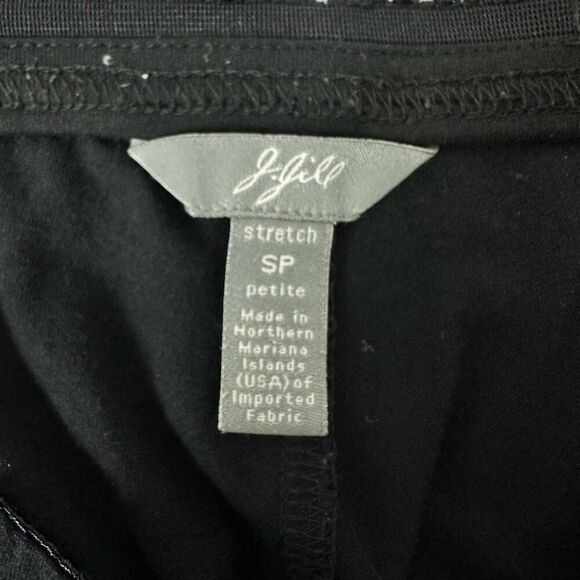 J.Jill
stretch
SP
petite
Made in
Northern
Mariana
Islands
(USA) of
Imported
Fabric